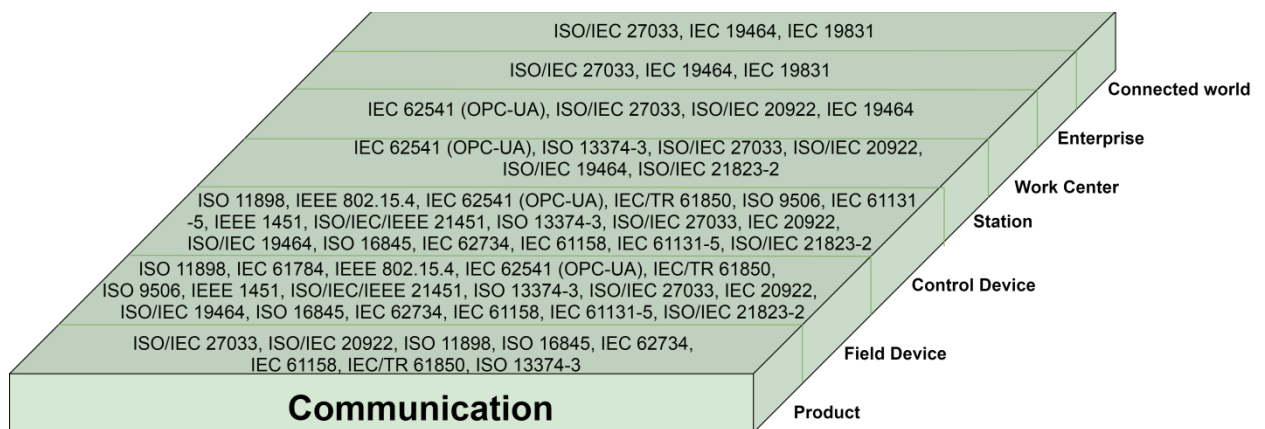 ISO/IEC 27033, IEC 19464, IEC 19831
ISO/IEC 27033, IEC 19464, IEC 19831
Connected world
IEC 62541 (OPC-UA), ISO/IEC 27033, ISO/IEC 20922, IEC 19464
Enterprise
IEC 62541 (OPC-UA), ISO 13374-3, ISO/IEC 27033, ISO/IEC 20922,
ISO/IEC 19464, ISO/IEC 21823-2
Work Center
ISO 11898, IEEE 802.15.4, IEC 62541 (OPC-UA), IEC/TR 61850, ISO 9506, IEC 61131
-5, IEEE 1451, ISO/IEC/IEEE 21451, ISO 13374-3, ISO/IEC 27033, IEC 20922,
ISO/IEC 19464, ISO 16845, IEC 62734, IEC 61158, IEC 61131-5, ISO/IEC 21823-2
Station
ISO 11898, IEC 61784, IEEE 802.15.4, IEC 62541 (OPC-UA), IEC/TR 61850,
ISO 9506, IEEE 1451, ISO/IEC/IEEE 21451, ISO 13374-3, ISO/IEC 27033, IEC 20922,
ISO/IEC 19464, ISO 16845, IEC 62734, IEC 61158, IEC 61131-5, ISO/IEC 21823-2
Control Device
ISO/IEC 27033, ISO/IEC 20922, ISO 11898, ISO 16845, IEC 62734,
IEC 61158, IEC/TR 61850, ISO 13374-3
Field Device
Communication
Product